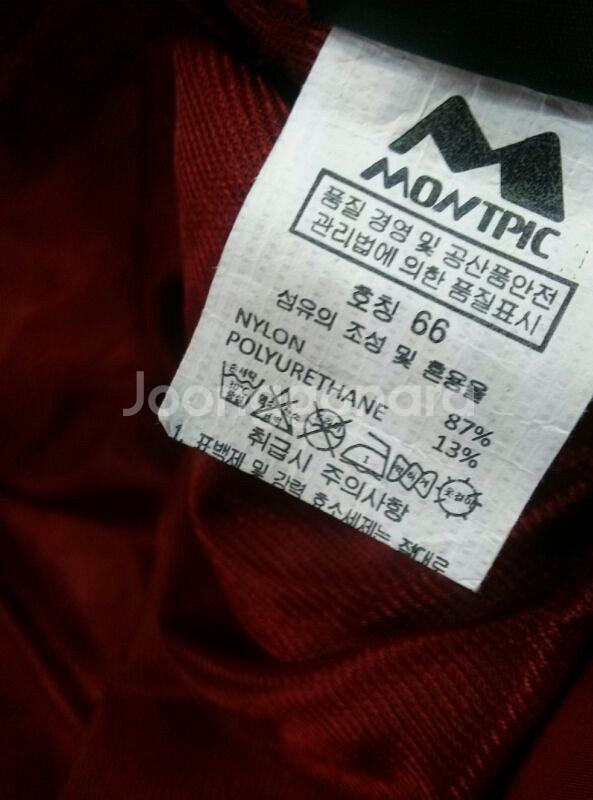 MONTPIC
품질 경영 및 공산품안전
관리법에 의한 품질표시
호칭 66
섬유의 조성 및 혼용율
NYLON 87%
POLYURETHANE 13%
취급시 주의사항
1. 표백제 및 강력 효소세제는 절대로
Joonggonara